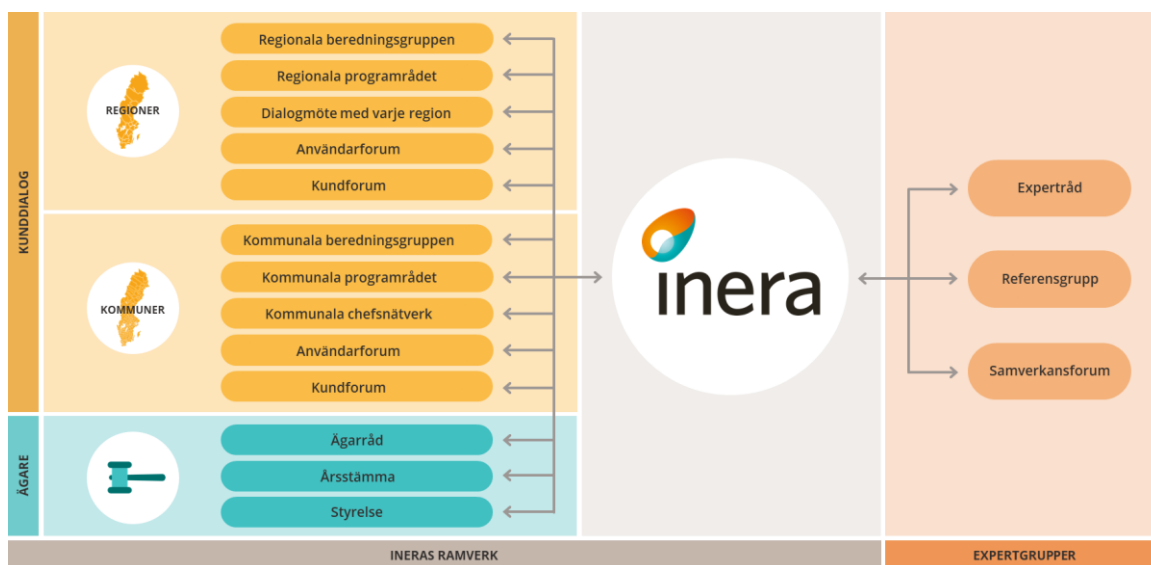 KUNDDIALOG
REGIONER
Regionala beredningsgruppen
Regionala programrådet
Dialogmöte med varje region
Användarforum
Kundforum
KOMMUNER
Kommunala beredningsgruppen
Kommunala programrådet
Kommunala chefsnätverk
Användarforum
Kundforum
ÄGARE
Ägarråd
Årsstämma
Styrelse
inera
Expertråd
Referensgrupp
Samverkansforum
INERAS RAMVERK
EXPERTGRUPPER